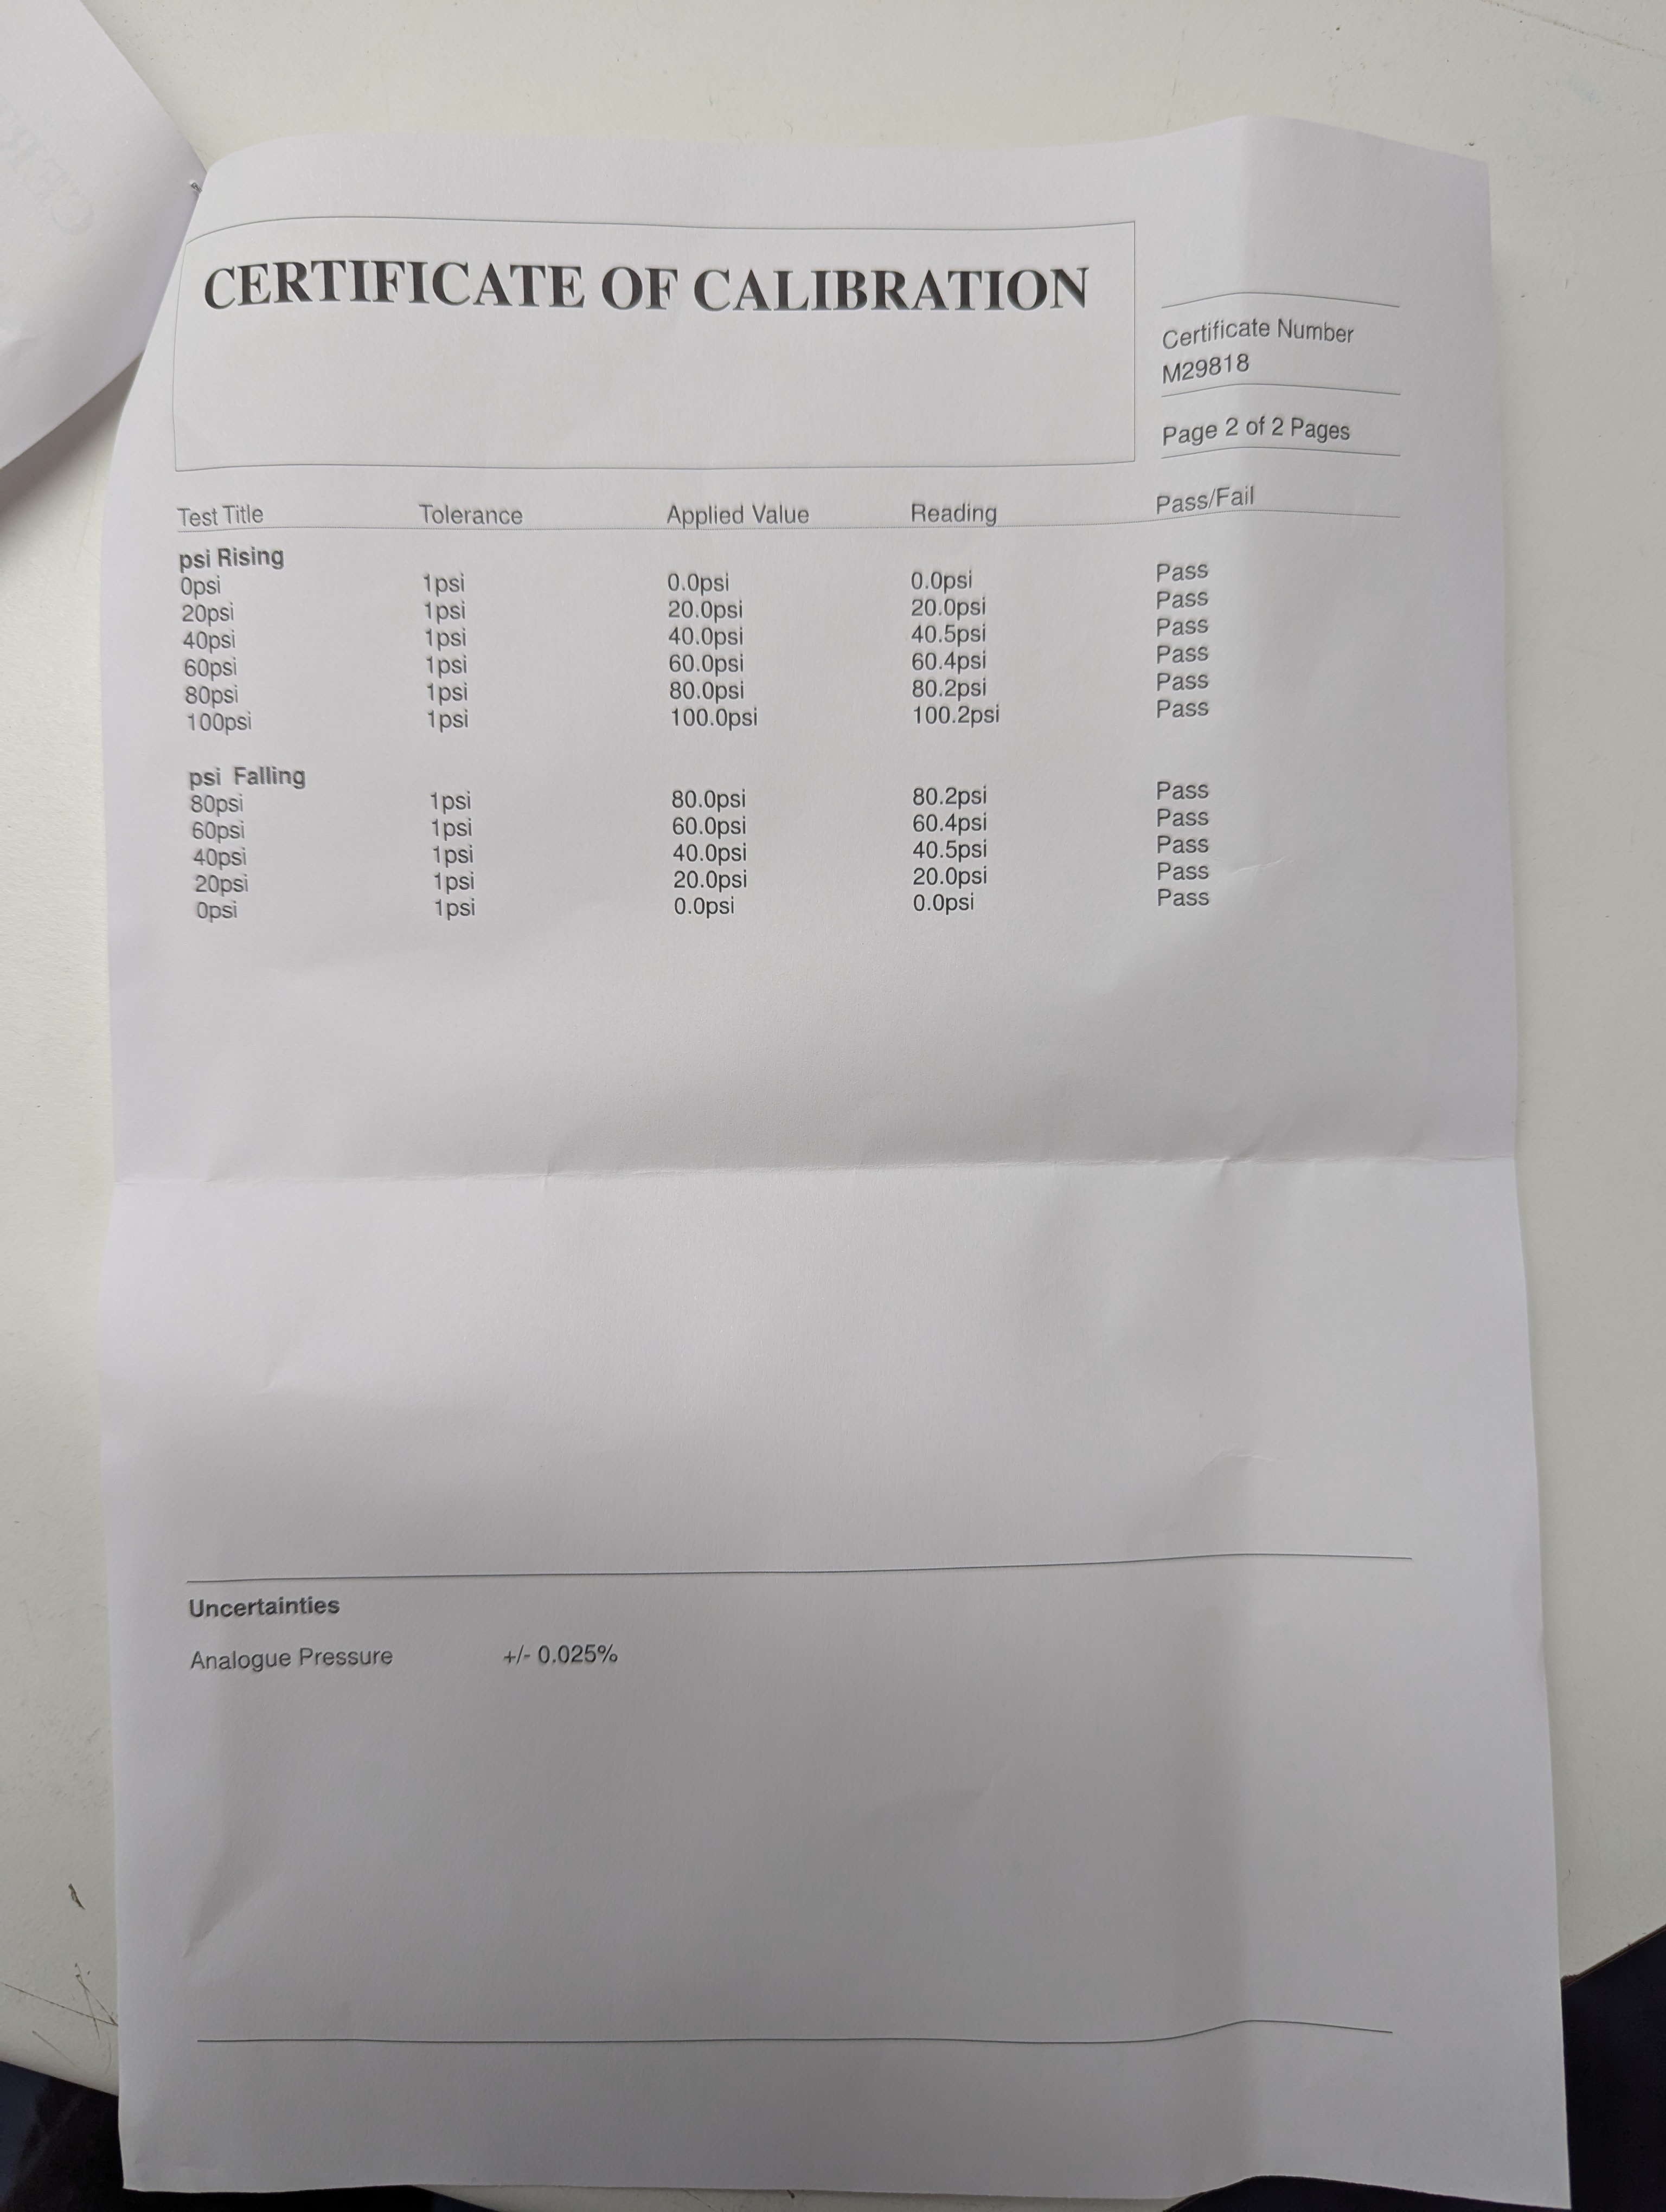 CERTIFICATE OF CALIBRATION
Certificate Number
M29818
Page 2 of 2 Pages
Test Title Tolerance Applied Value Reading Pass/Fail
psi Rising
0psi 1psi 0.0psi 0.0psi Pass
20psi 1psi 20.0psi 20.0psi Pass
40psi 1psi 40.0psi 40.5psi Pass
60psi 1psi 60.0psi 60.4psi Pass
80psi 1psi 80.0psi 80.2psi Pass
100psi 1psi 100.0psi 100.2psi Pass
psi Falling
80psi 1psi 80.0psi 80.2psi Pass
60psi 1psi 60.0psi 60.4psi Pass
40psi 1psi 40.0psi 40.5psi Pass
20psi 1psi 20.0psi 20.0psi Pass
0psi 1psi 0.0psi 0.0psi Pass
Uncertainties
Analogue Pressure +/- 0.025%